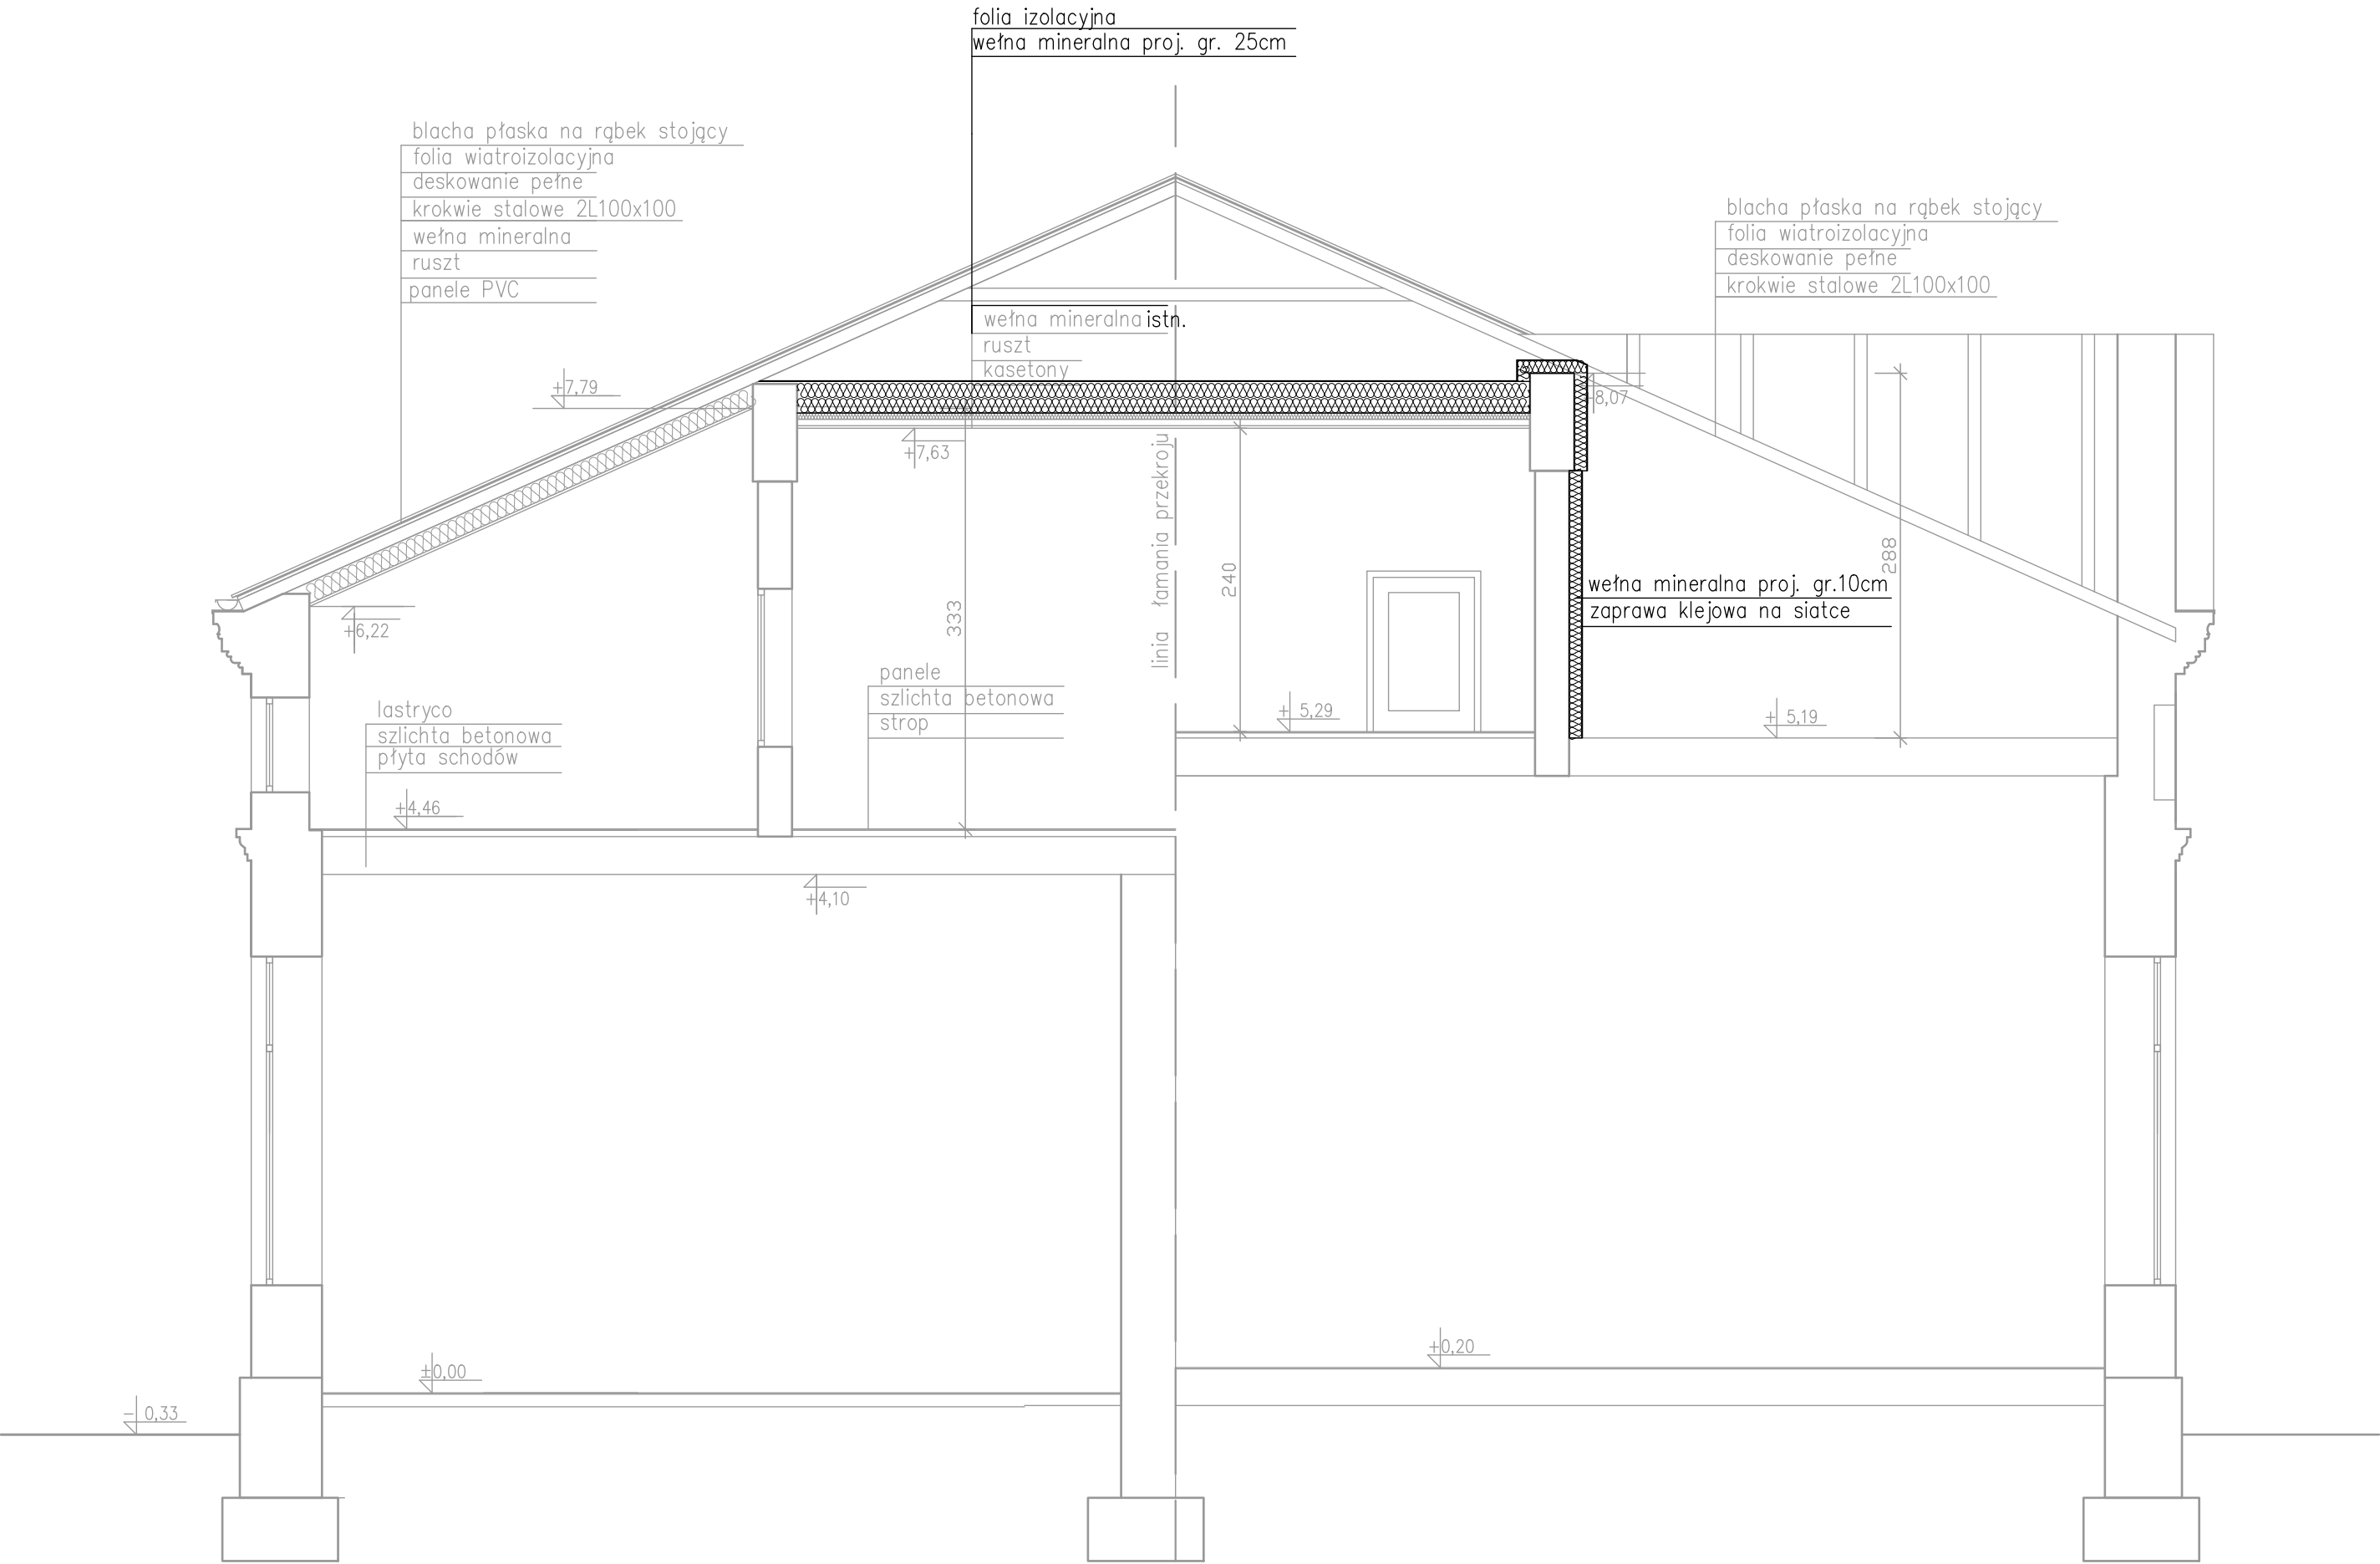 folia izolacyjna
wełna mineralna proj. gr. 25cm
blacha płaska na rąbek stojący
folia wiatroizolacyjna
deskowanie pełne
krokwie stalowe 2L100x100
wełna mineralna
ruszt
panele PVC
blacha płaska na rąbek stojący
folia wiatroizolacyjna
deskowanie pełne
krokwie stalowe 2L100x100
wełna mineralna istn.
ruszt
kasetony
+7,79
8,07
+7,63
linia łamania przekroju
240
333
288
wełna mineralna proj. gr.10cm
zaprawa klejowa na siatce
+6,22
panele
szlichta betonowa
strop
lastryco
szlichta betonowa
płyta schodów
+ 5,29
+ 5,19
+4,46
+4,10
+0,20
±0,00
- 0,33